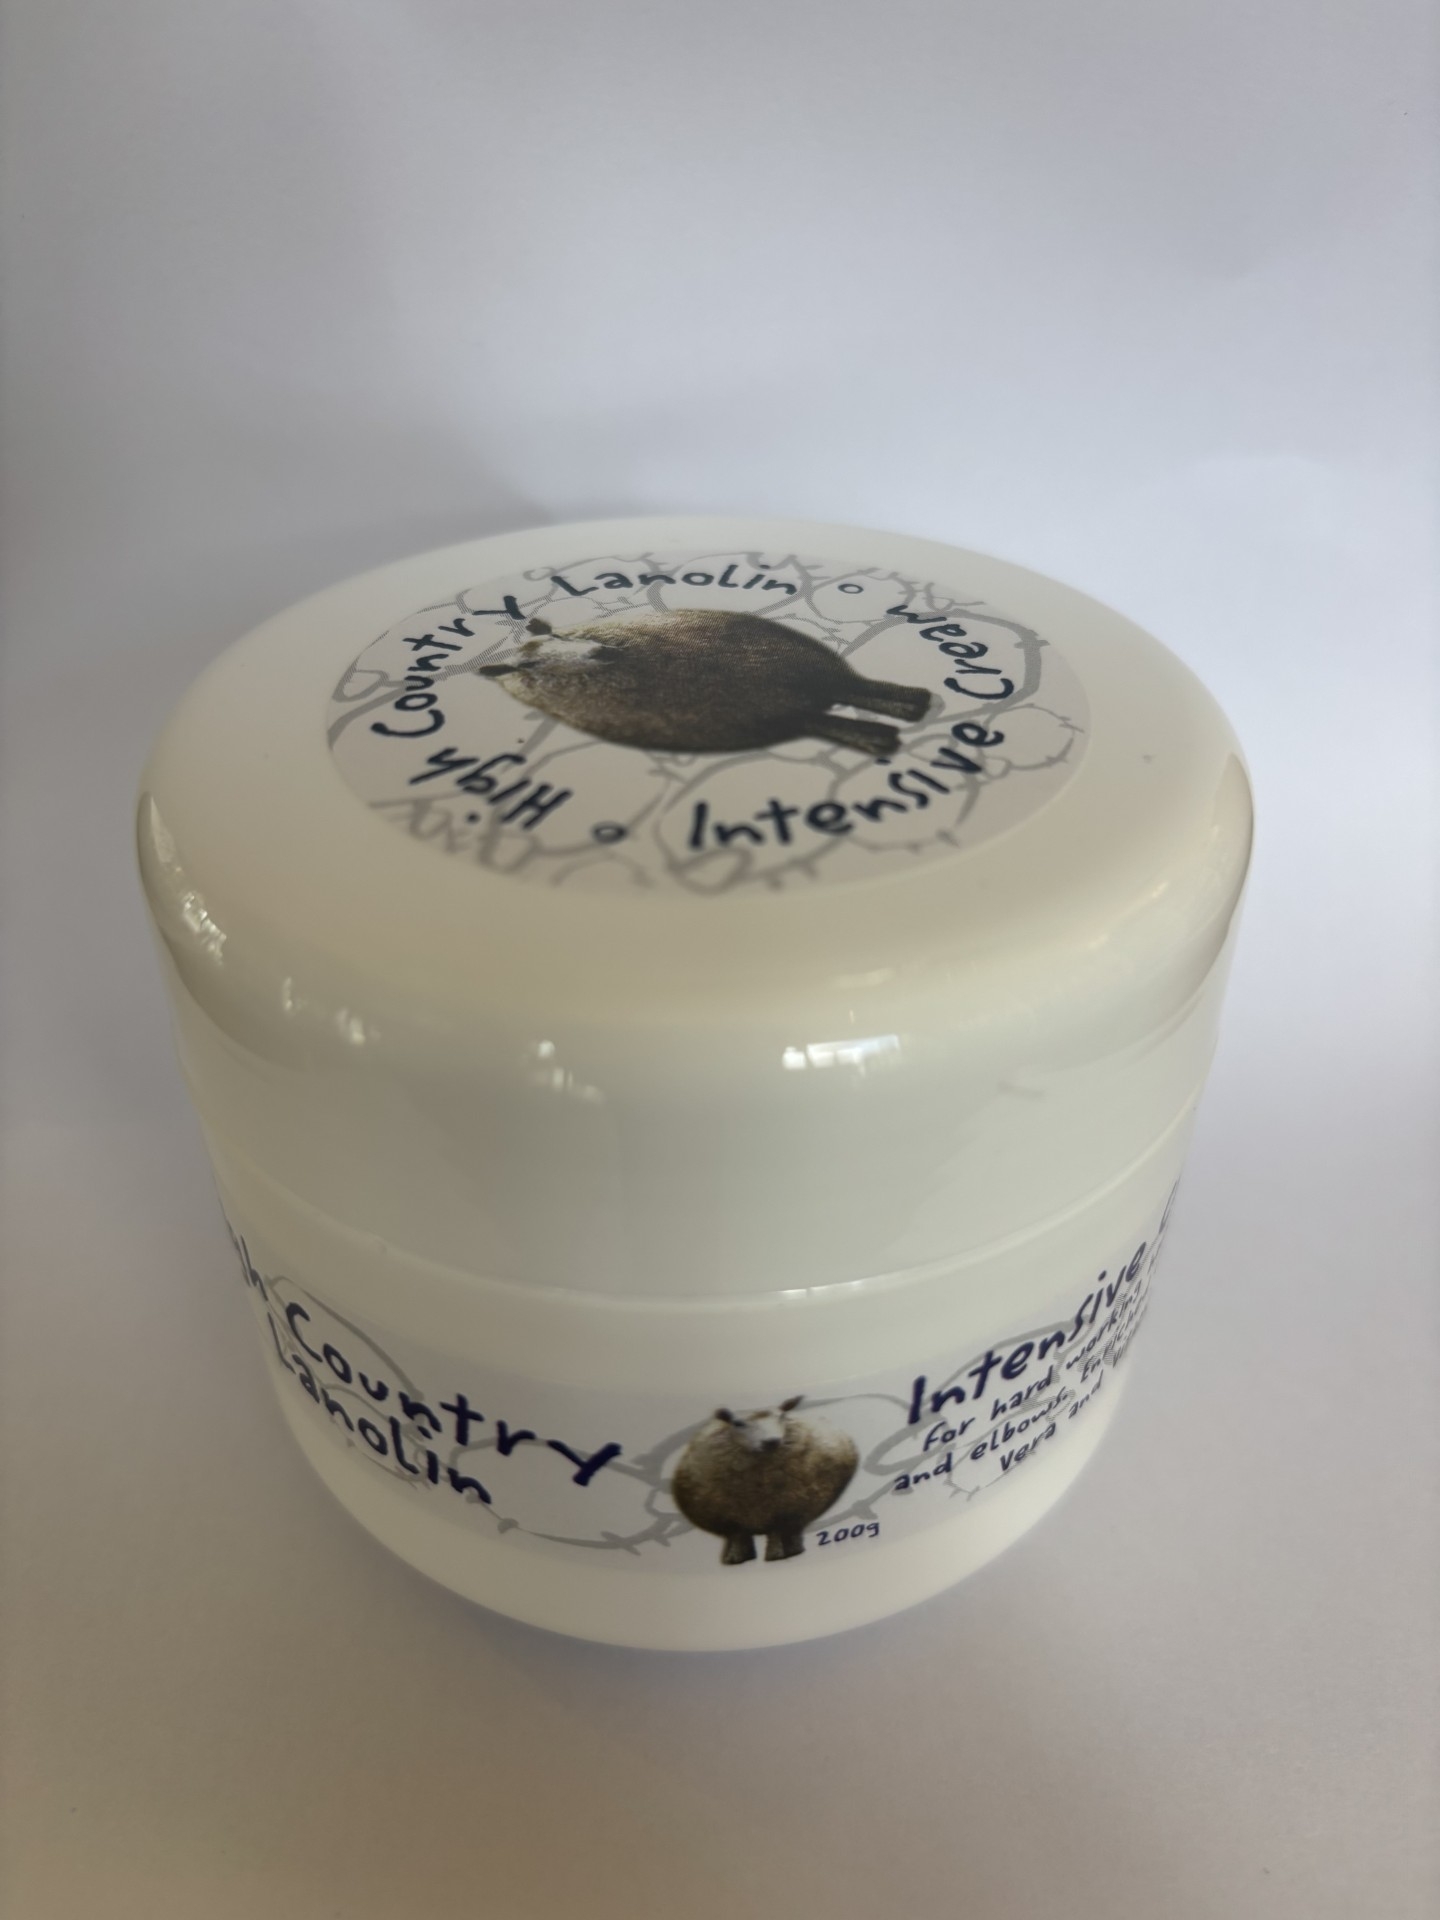 High Country Lanolin o
Intensive Cream o
Country
Lanolin
200g
Intensive
For hard working
and elbows.
Vera and